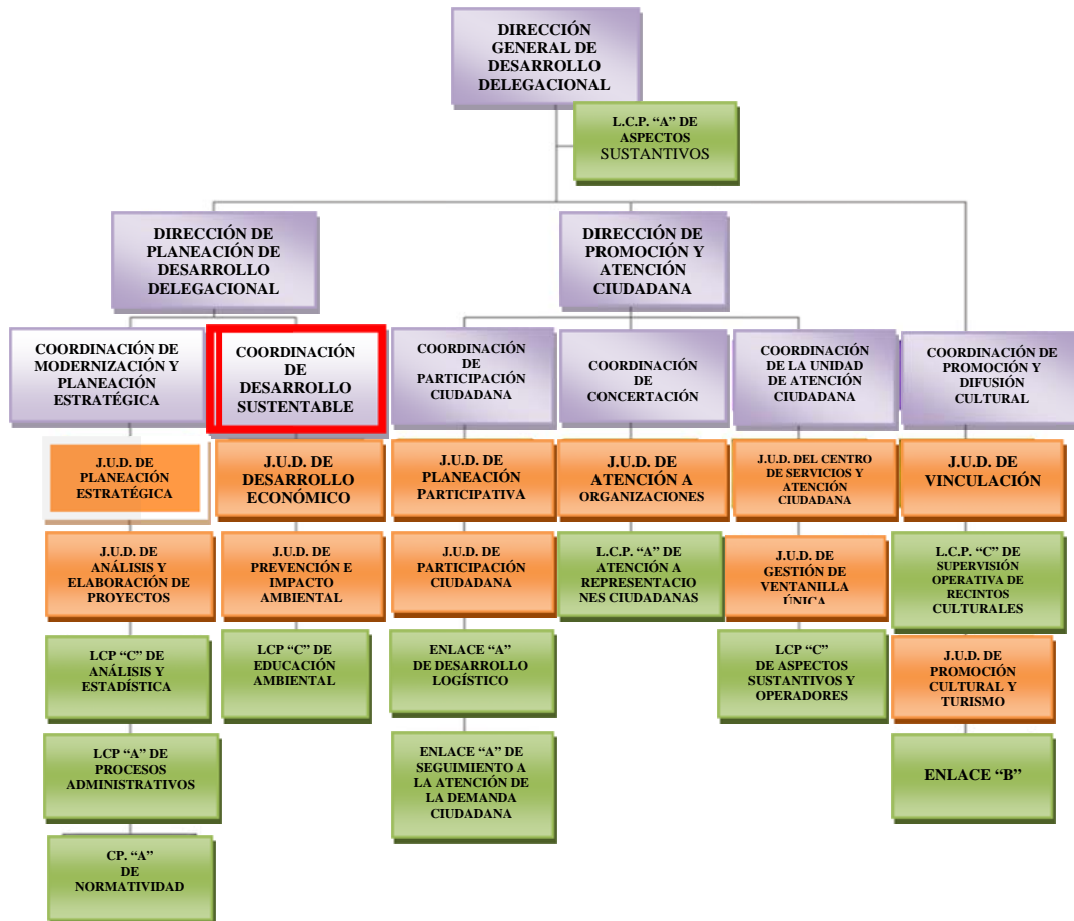 DIRECCIÓN
GENERAL DE
DESARROLLO
DELEGACIONAL
L.C.P. “A” DE
ASPECTOS
SUSTANTIVOS
DIRECCIÓN DE
PLANEACIÓN DE
DESARROLLO
DELEGACIONAL
DIRECCIÓN DE
PROMOCIÓN Y
ATENCIÓN
CIUDADANA
COORDINACIÓN DE
MODERNIZACIÓN Y
PLANEACIÓN
ESTRATÉGICA
COORDINACIÓN
DE
DESARROLLO
SUSTENTABLE
COORDINACIÓN
DE
PARTICIPACIÓN
CIUDADANA
COORDINACIÓN
DE
CONCERTACIÓN
COORDINACIÓN
DE LA UNIDAD
DE ATENCIÓN
CIUDADANA
COORDINACIÓN DE
PROMOCIÓN Y
DIFUSIÓN
CULTURAL
J.U.D. DE
PLANEACIÓN
ESTRATÉGICA
J.U.D. DE
DESARROLLO
ECONÓMICO
J.U.D. DE
PLANEACIÓN
PARTICIPATIVA
J.U.D. DE
ATENCIÓN A
ORGANIZACIONES
J.U.D. DEL CENTRO
DE SERVICIOS Y
ATENCIÓN
CIUDADANA
J.U.D. DE
VINCULACIÓN
J.U.D. DE
ANÁLISIS Y
ELABORACIÓN DE
PROYECTOS
J.U.D. DE
PREVENCIÓN E
IMPACTO
AMBIENTAL
J.U.D. DE
PARTICIPACIÓN
CIUDADANA
L.C.P. “A” DE
ATENCIÓN A
REPRESENTACIO
NES CIUDADANAS
J.U.D. DE
GESTIÓN DE
VENTANILLA
ÚNICA
L.C.P. “C” DE
SUPERVISIÓN
OPERATIVA DE
RECINTOS
CULTURALES
LCP “C” DE
ANÁLISIS Y
ESTADÍSTICA
LCP “C” DE
EDUCACIÓN
AMBIENTAL
ENLACE “A”
DE DESARROLLO
LOGÍSTICO
LCP “C”
DE ASPECTOS
SUSTANTIVOS Y
OPERADORES
J.U.D. DE
PROMOCIÓN
CULTURAL Y
TURISMO
LCP “A” DE
PROCESOS
ADMINISTRATIVOS
ENLACE “A” DE
SEGUIMIENTO A
LA ATENCIÓN DE
LA DEMANDA
CIUDADANA
ENLACE “B”
CP. “A”
DE
NORMATIVIDAD